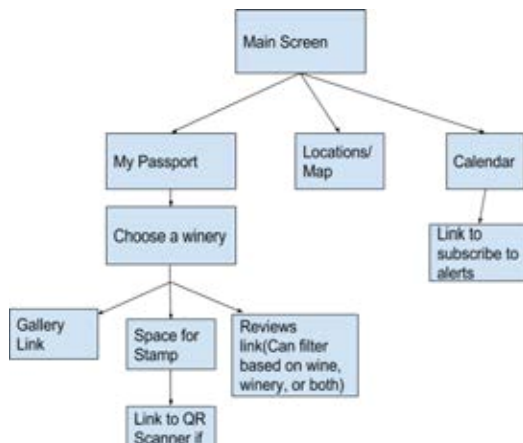 Main Screen
My Passport
Locations/
Map
Calendar
Choose a winery
Link to
subscribe to
alerts
Gallery
Link
Space for
Stamp
Reviews
link(Can filter
based on wine,
winery, or both)
Link to QR
Scanner if